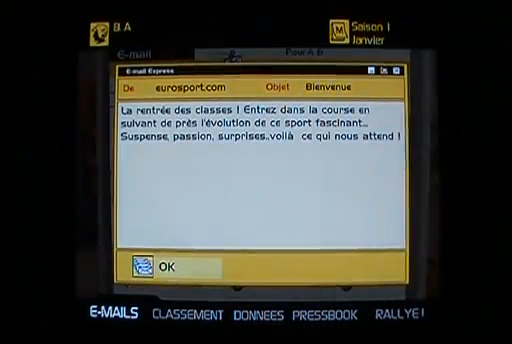 B.A
Saison 1
Janvier
E-mail
Pour A B
E-mail Express
De eurosport.com Objet Bienvenue
La rentrée des classes ! Entrez dans la course en
suivant de près l'évolution de ce sport fascinant...
Suspense, passion, surprises..voilà ce qui nous attend !
OK
E-MAILS CLASSEMENT DONNEES PRESSBOOK RALLYE!